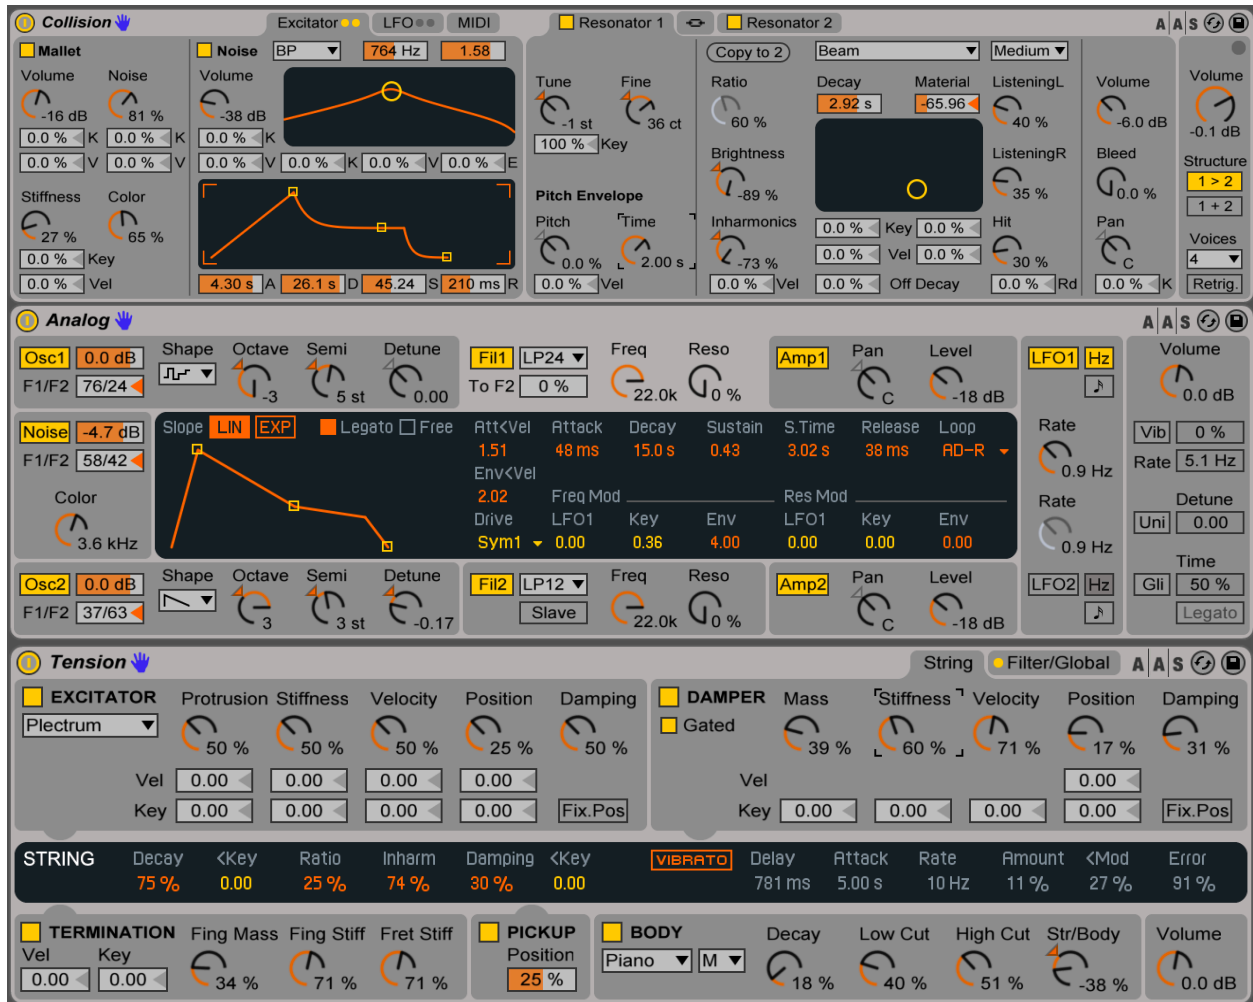 Collision Excitator LFO MIDI Resonator 1 Resonator 2 A A S
Mallet Noise BP 764 Hz 1.58 Copy to 2 Beam Medium
Volume Noise Volume Tune Fine Ratio Decay Material ListeningL Volume Volume
-16 dB 81 % -38 dB -1 st 36 ct 60 % 2.92 s -65.96 40 % -6.0 dB -0.1 dB
0.0 % K 0.0 % K 0.0 % K 100 % Key
0.0 % V 0.0 % V 0.0 % V 0.0 % K 0.0 % V 0.0 % E Brightness ListeningR Bleed Structure
-89 % 35 % 0.0 % 1 > 2
Stiffness Color Pitch Envelope 1 + 2
27 % 65 % Pitch Time Inharmonics Hit Pan Voices
0.0 % Key 0.0 % 2.00 s -73 % 0.0 % Key 0.0 % 30 % C 4
0.0 % Vel 0.0 %
0.0 % Vel 4.30 s A 26.1 s D 45.24 S 210 ms R 0.0 % Vel 0.0 % Vel 0.0 % Off Decay 0.0 % Rd 0.0 % K Retrig.
Analog A A S
Osc1 0.0 dB Shape Octave Semi Detune Fil1 LP24 Freq Reso Amp1 Pan Level LFO1 Hz Volume
F1/F2 76/24 -3 5 st 0.00 To F2 0 % 22.0k 0 % C -18 dB 0.0 dB
Noise -4.7 dB Slope LIN EXP Legato Free Att<Vel Attack Decay Sustain S.Time Release Loop Rate Vib 0 %
F1/F2 58/42 1.51 48 ms 15.0 s 0.43 3.02 s 38 ms AD-R 0.9 Hz Rate 5.1 Hz
Env<Vel
Color 2.02 Freq Mod Res Mod Rate Detune
3.6 kHz Drive LFO1 Key Env LFO1 Key Env 0.9 Hz Uni 0.00
Sym1 0.00 0.36 4.00 0.00 0.00 0.00
Time
Osc2 0.0 dB Shape Octave Semi Detune Fil2 LP12 Freq Reso Amp2 Pan Level LFO2 Hz Gli 50 %
F1/F2 37/63 3 3 st -0.17 Slave 22.0k 0 % C -18 dB Legato
Tension String Filter/Global A A S
EXCITATOR Protrusion Stiffness Velocity Position Damping DAMPER Mass Stiffness Velocity Position Damping
Plectrum 50 % 50 % 50 % 25 % 50 % Gated 39 % 60 % 71 % 17 % 31 %
Vel 0.00 0.00 0.00 0.00 Vel 0.00
Key 0.00 0.00 0.00 0.00 Fix.Pos Key 0.00 0.00 0.00 0.00 Fix.Pos
STRING Decay <Key Ratio Inharm Damping <Key VIBRATO Delay Attack Rate Amount <Mod Error
75 % 0.00 25 % 74 % 30 % 0.00 781 ms 5.00 s 10 Hz 11 % 27 % 91 %
TERMINATION Fing Mass Fing Stiff Fret Stiff PICKUP BODY Decay Low Cut High Cut Str/Body Volume
Vel Key Position Piano M
0.00 0.00 34 % 71 % 71 % 25 % 18 % 40 % 51 % -38 % 0.0 dB